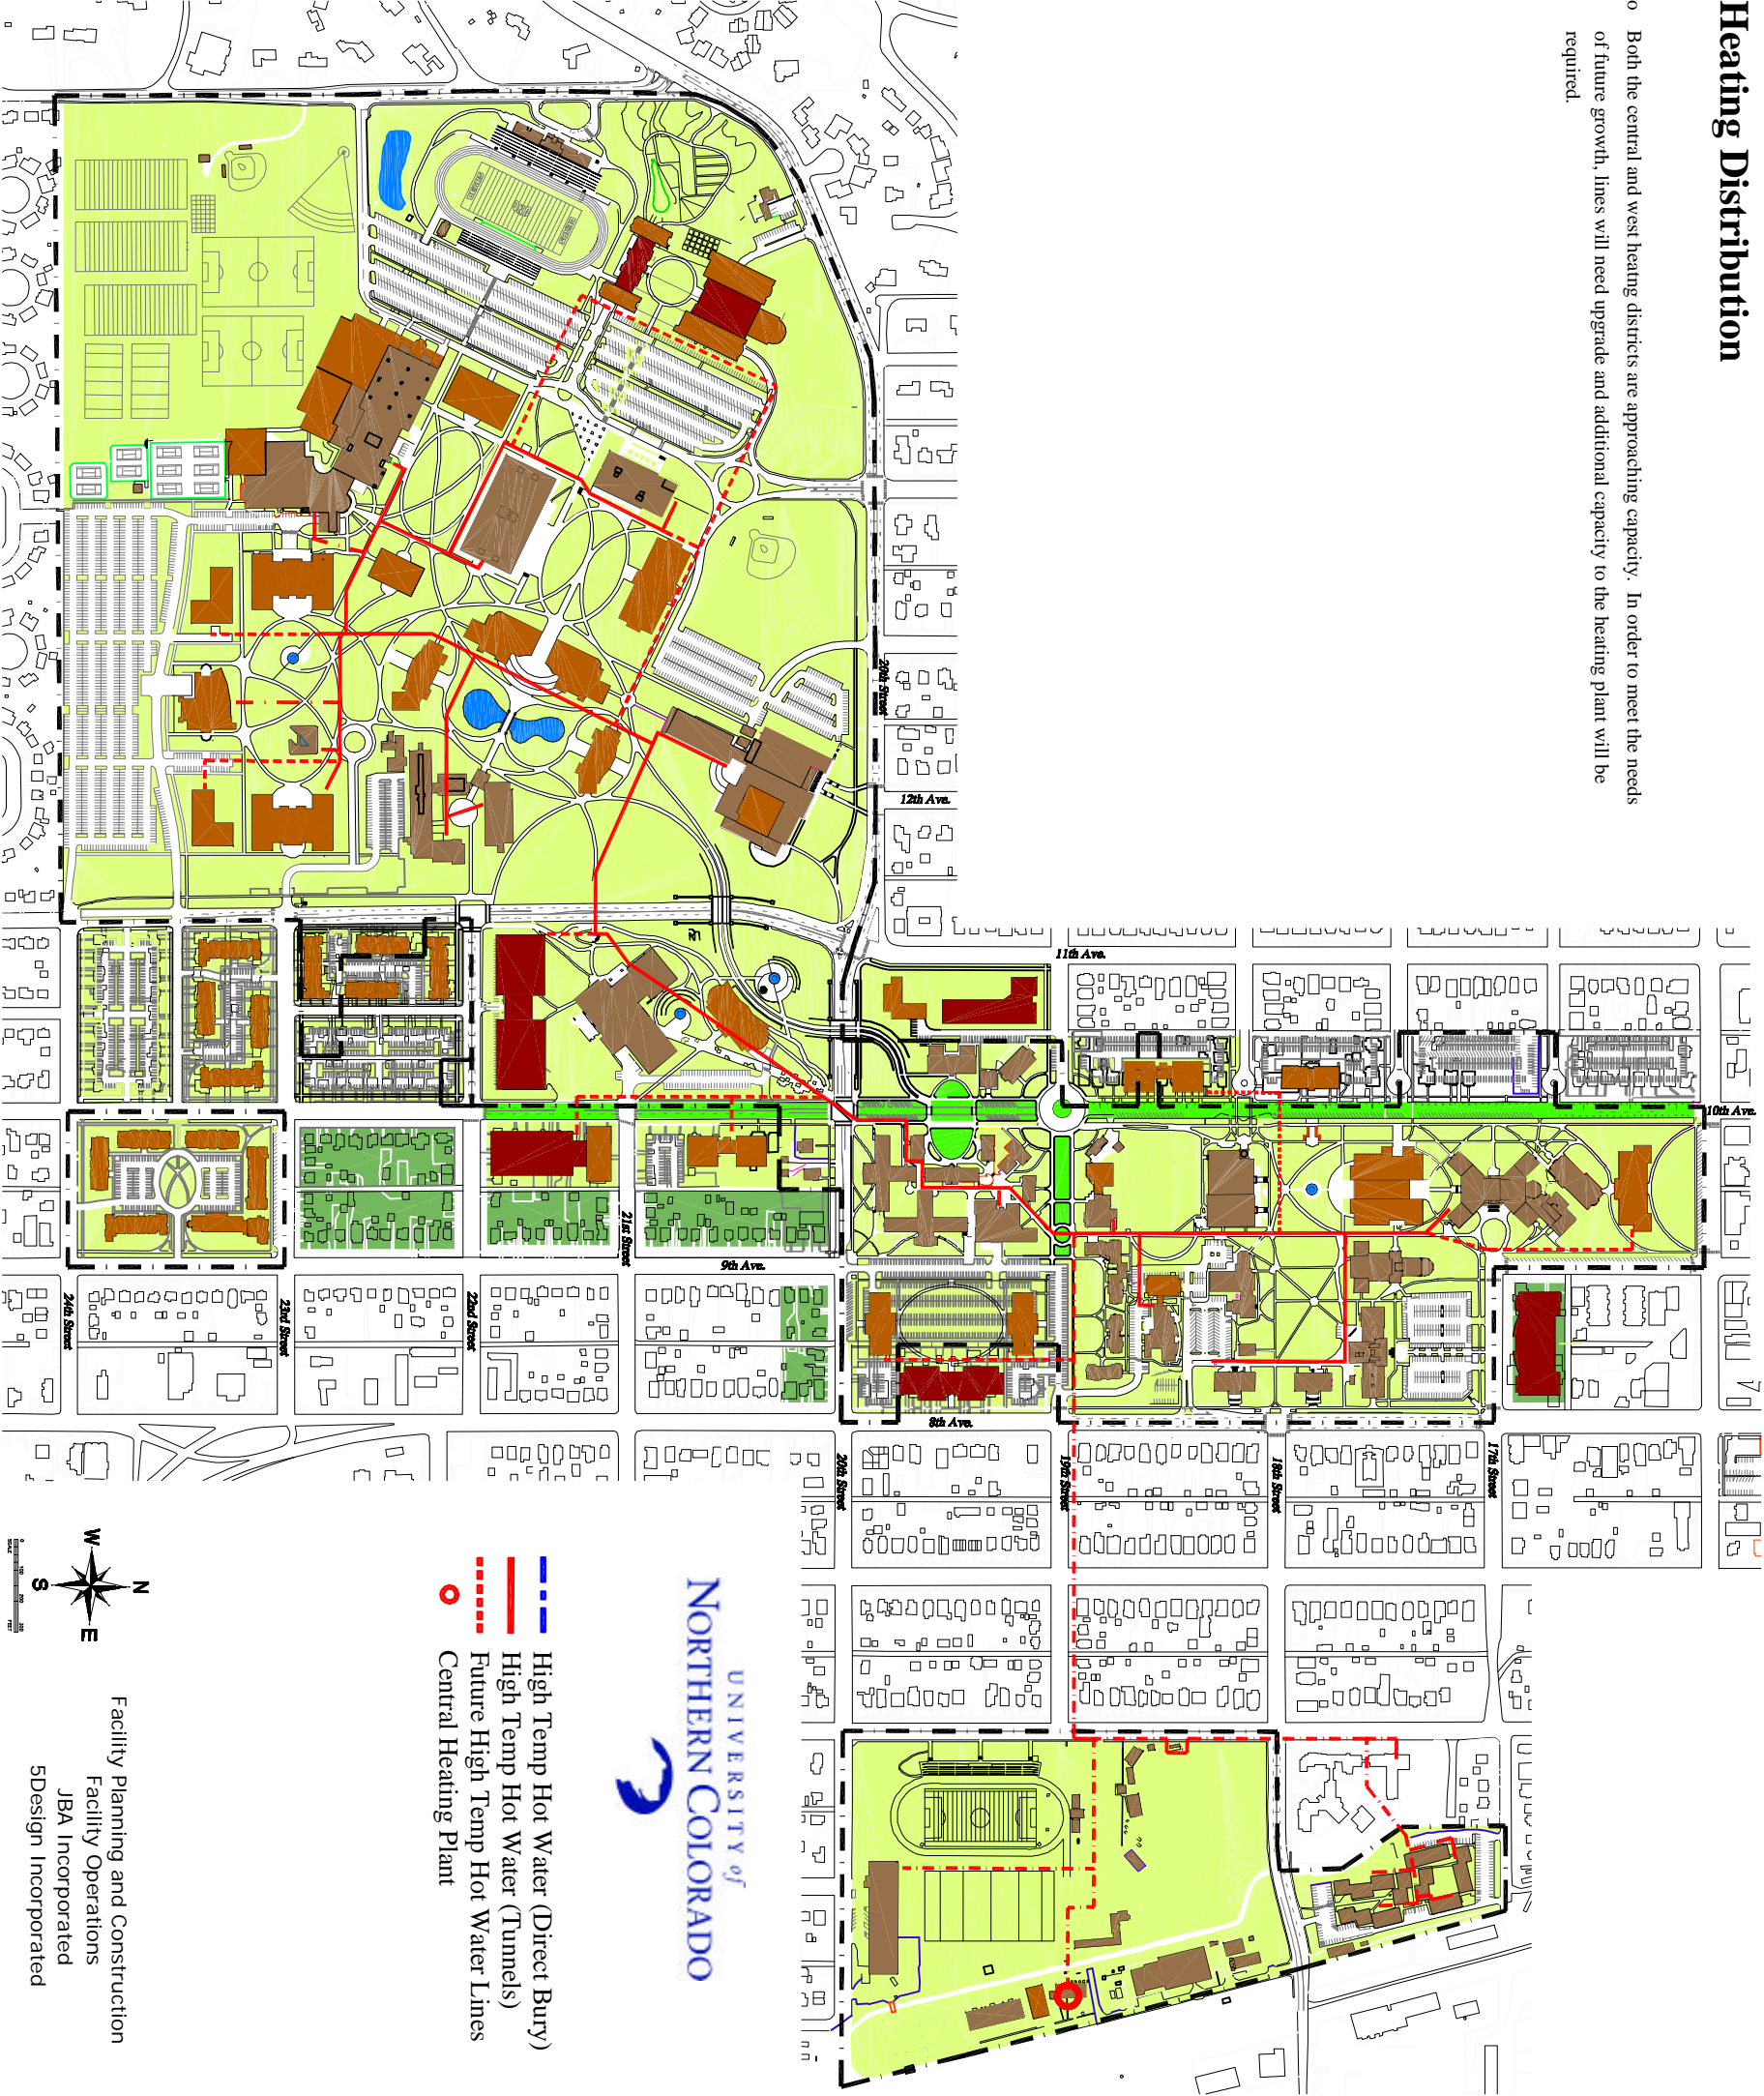 Heating Distribution
o Both the central and west heating districts are approaching capacity. In order to meet the needs
of future growth, lines will need upgrade and additional capacity to the heating plant will be
required.
20th Street
12th Ave.
11th Ave.
10th Ave.
9th Ave.
8th Ave.
24th Street
23rd Street
22nd Street
21st Street
20th Street
19th Street
18th Street
17th Street
UNIVERSITY of
NORTHERN COLORADO
High Temp Hot Water (Direct Bury)
High Temp Hot Water (Tunnels)
Future High Temp Hot Water Lines
Central Heating Plant
N
W
E
S
Facility Planning and Construction
Facility Operations
JBA Incorporated
5Design Incorporated